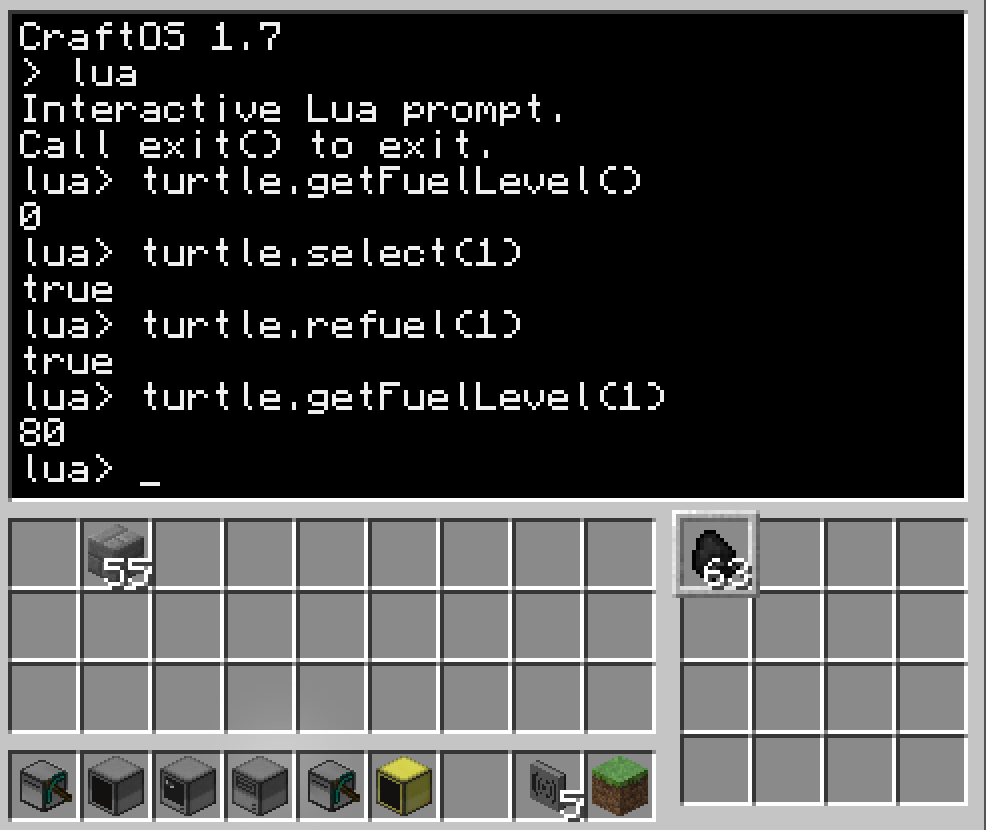 CraftOS 1.7
> lua
Interactive Lua prompt.
Call exit() to exit.
lua> turtle.getFuelLevel()
0
lua> turtle.select(1)
true
lua> turtle.refuel(1)
true
lua> turtle.getFuelLevel(1)
80
lua> _
55
63
5